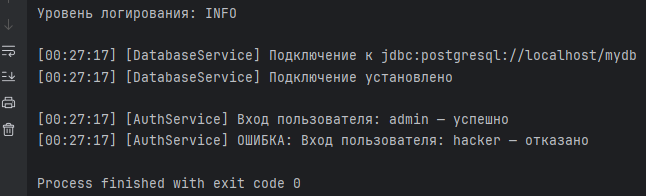 Уровень логирования: INFO
[00:27:17] [DatabaseService] Подключение к jdbc:postgresql://localhost/mydb
[00:27:17] [DatabaseService] Подключение установлено
[00:27:17] [AuthService] Вход пользователя: admin — успешно
[00:27:17] [AuthService] ОШИБКА: Вход пользователя: hacker — отказано
Process finished with exit code 0